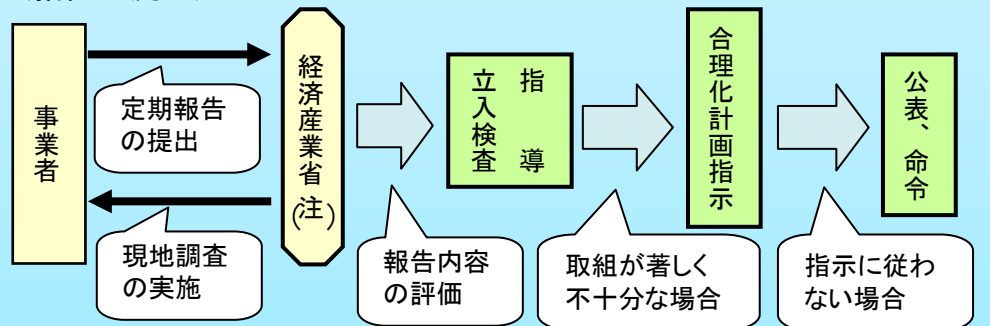 事業者
定期報告
の提出
現地調査
の実施
経済産業省(注)
報告内容
の評価
指導
立入検査
取組が著しく
不十分な場合
合理化計画指示
指示に従わ
ない場合
公表、命令